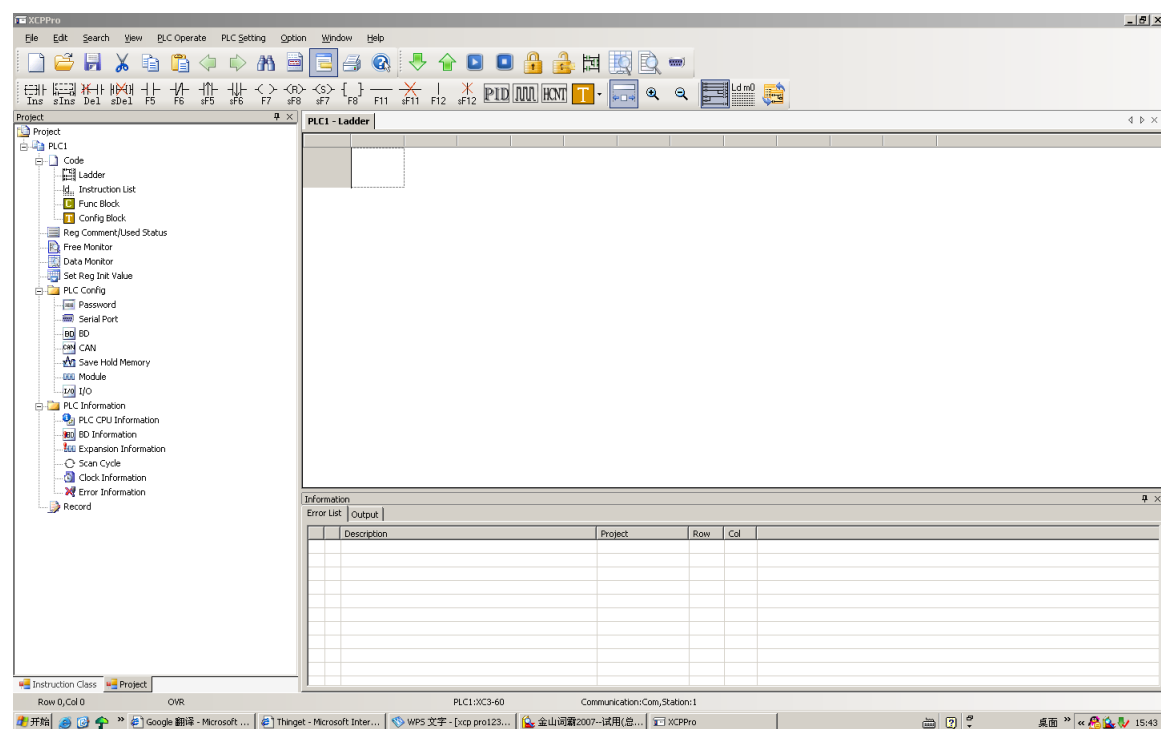 XCPPro
File Edit Search View PLC Operate PLC Setting Option Window Help
Ins sIns Del sDel F5 F6 sF5 sF6 F7 sF8 sF7 F8 F11 sF11 F12 sF12 PID HCNT T Ld m0
Project
PLC1 - Ladder
Project
PLC1
Code
Ladder
Instruction List
Func Block
Config Block
Reg Comment/Used Status
Free Monitor
Data Monitor
Set Reg Init Value
PLC Config
Password
Serial Port
BD BD
CAN CAN
Save Hold Memory
Module
I/O I/O
PLC Information
PLC CPU Information
BD Information
Expansion Information
Scan Cycle
Clock Information
Error Information
Record
Information
Error List Output
Description Project Row Col
Instruction Class Project
Row 0,Col 0 OVR PLC1:XC3-60 Communication:Com,Station:1
开始 Google 翻译 - Microsoft ... Thinget - Microsoft Inter... WPS 文字 - [xcp pro123... 金山词霸2007--试用(总... XCPPro 桌面 15:43